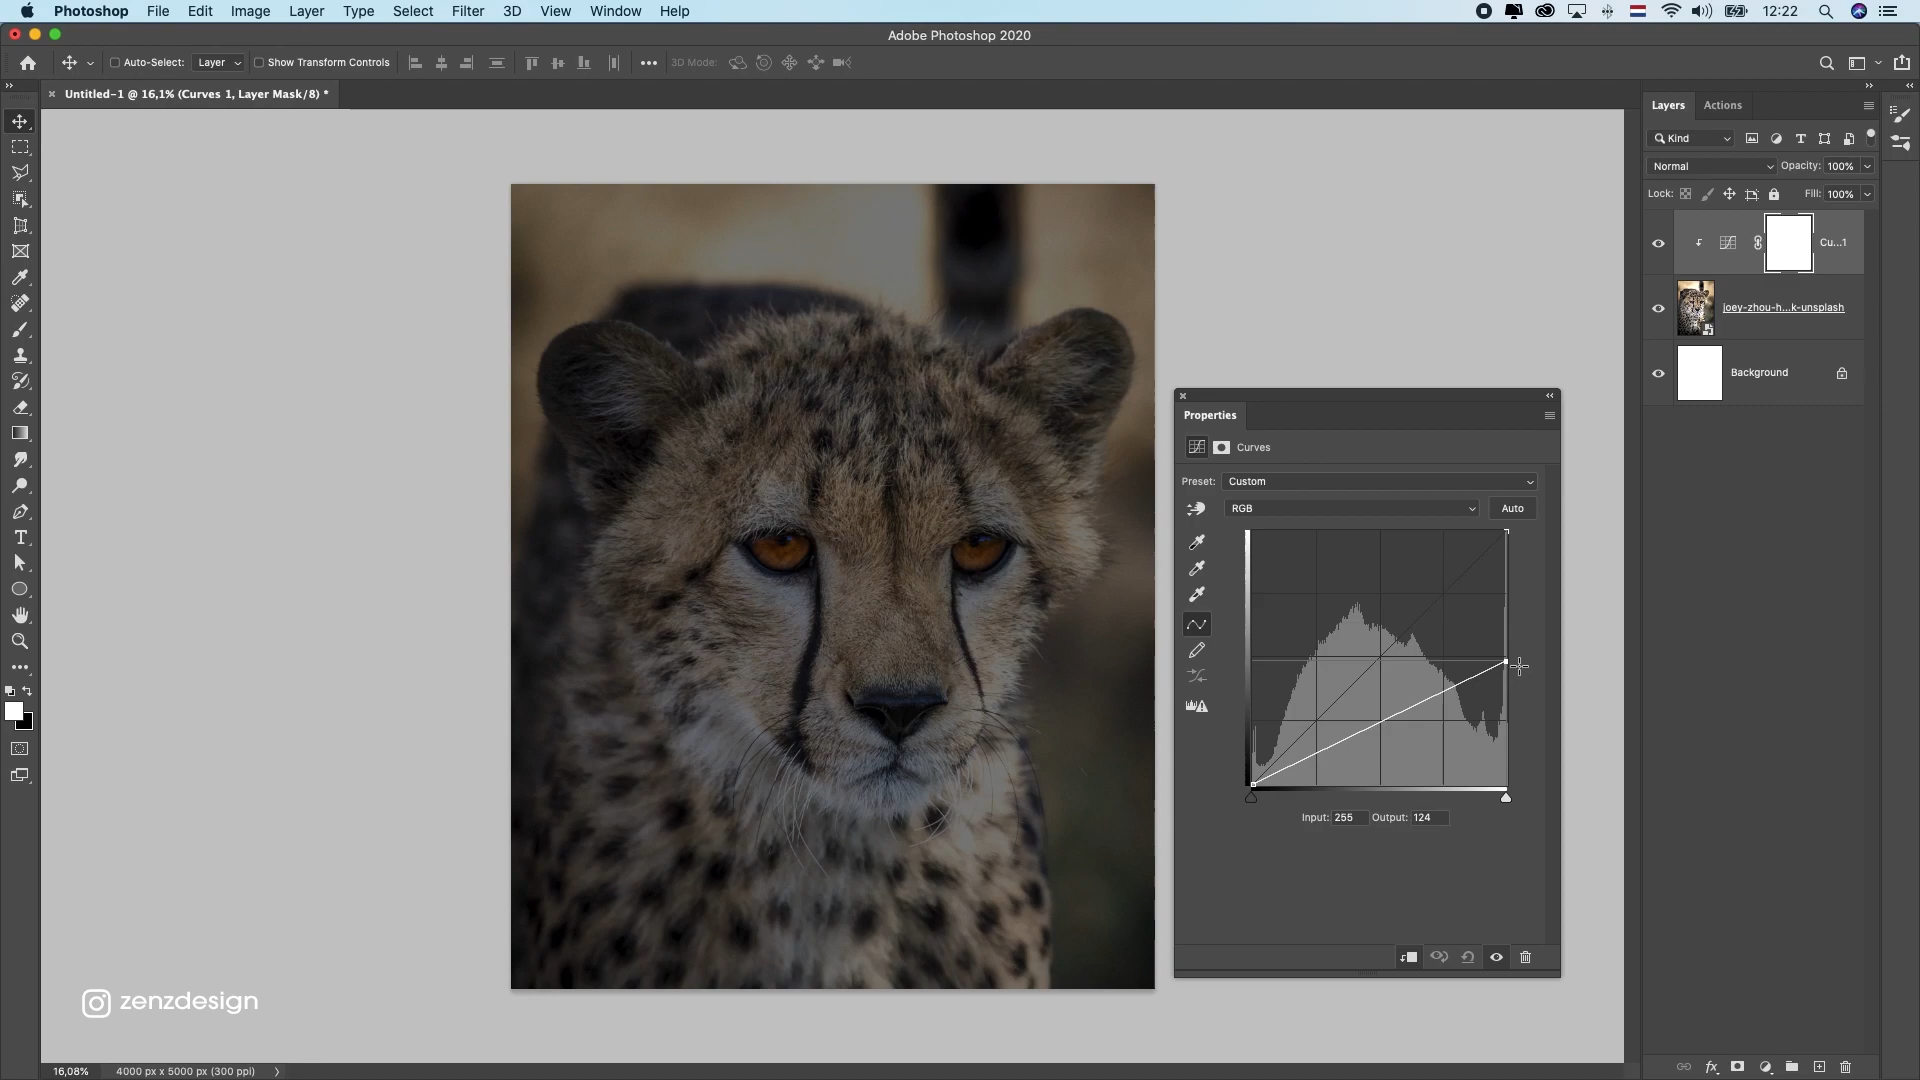 Photoshop File Edit Image Layer Type Select Filter 3D View Window Help 12:22
Adobe Photoshop 2020
Auto-Select: Layer Show Transform Controls 3D Mode:
Untitled-1 @ 16,1% (Curves 1, Layer Mask/8) *
Layers Actions
Kind
Normal Opacity: 100%
Lock: Fill: 100%
Cu...1
joey-zhou-h...k-unsplash
Background
Properties
Curves
Preset: Custom
RGB Auto
Input: 255 Output: 124
zenzdesign
16,08% 4000 px x 5000 px (300 ppi)